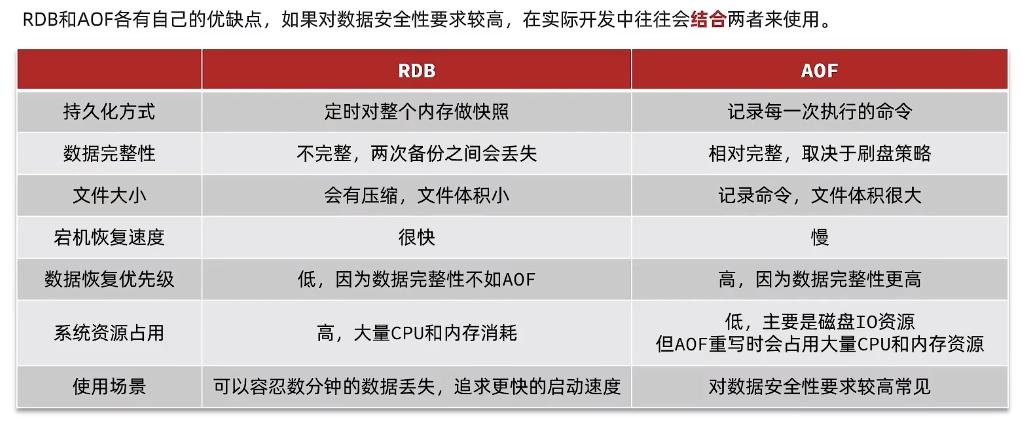 RDB和AOF各有自己的优缺点，如果对数据安全性要求较高，在实际开发中往往会结合两者来使用。
RDB AOF
持久化方式 定时对整个内存做快照 记录每一次执行的命令
数据完整性 不完整，两次备份之间会丢失 相对完整，取决于刷盘策略
文件大小 会有压缩，文件体积小 记录命令，文件体积很大
宕机恢复速度 很快 慢
数据恢复优先级 低，因为数据完整性不如AOF 高，因为数据完整性更高
系统资源占用 高，大量CPU和内存消耗 低，主要是磁盘IO资源
但AOF重写时会占用大量CPU和内存资源
使用场景 可以容忍数分钟的数据丢失，追求更快的启动速度 对数据安全性要求较高常见